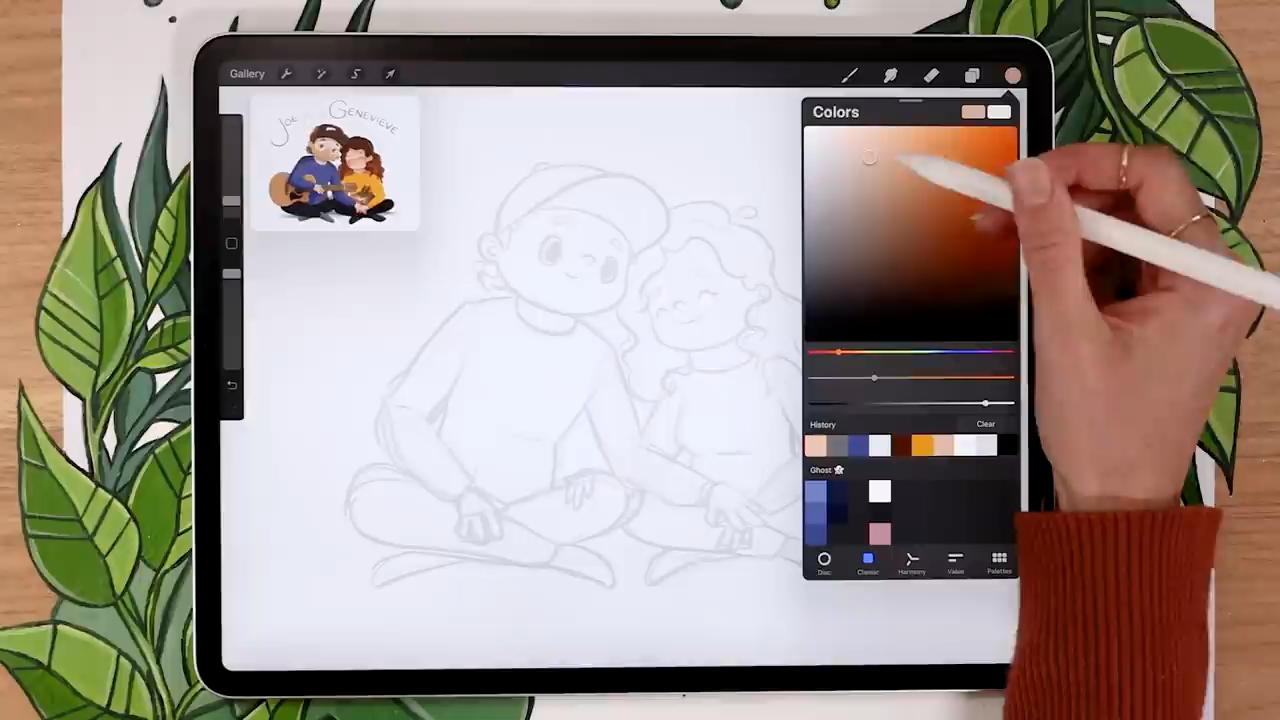 Gallery
JOE GENEVIEVE
Colors
History Clear
Ghost
Disc Classic Harmony Value Palettes